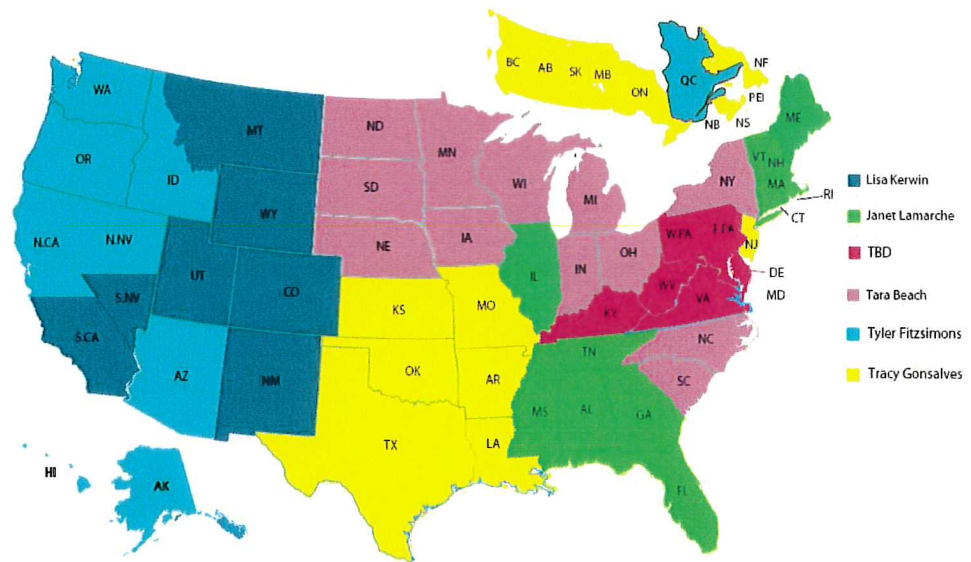 BC
AB
SK
MB
ON
QC
NF
PEI
NS
NB
WA
OR
ID
MT
WY
N.CA
N.NV
S.NV
S.CA
UT
CO
AZ
NM
ND
SD
NE
MN
IA
WI
MI
IL
IN
OH
KS
MO
OK
AR
TX
LA
NY
VT
NH
ME
MA
RI
CT
NJ
W.PA
E.PA
DE
MD
WV
VA
KY
TN
NC
SC
MS
AL
GA
FL
HI
AK
Lisa Kerwin
Janet Lamarche
TBD
Tara Beach
Tyler Fitzsimons
Tracy Gonsalves